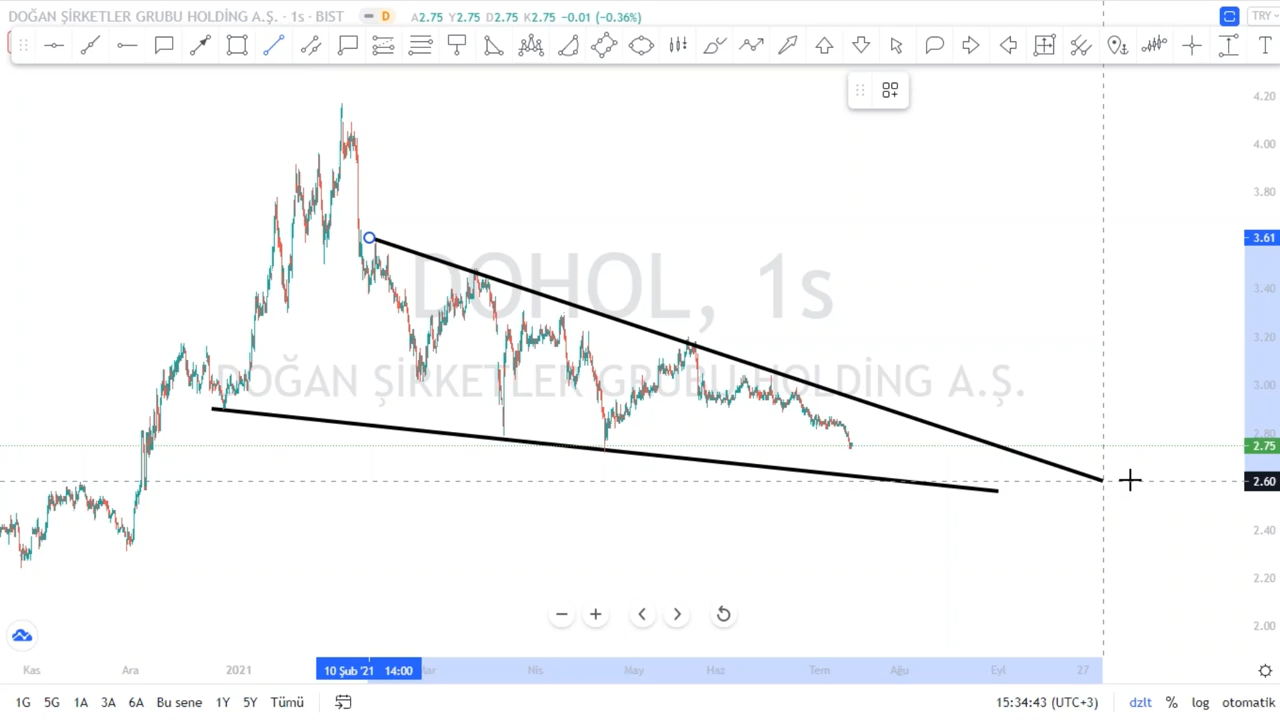 DOĞAN ŞİRKETLER GRUBU HOLDİNG A.Ş. · 1s · BIST D A2.75 Y2.75 D2.75 K2.75 −0.01 (−0.36%) TRY
T
4.20
4.00
3.80
3.61
3.40
3.20
3.00
2.80
2.75
2.60
2.40
2.20
2.00
DOHOL, 1s
DOĞAN ŞİRKETLER GRUBU HOLDİNG A.Ş.
Kas Ara 2021 10 Şub '21 14:00 Mar Nis May Haz Tem Ağu Eyl 27
1G 5G 1A 3A 6A Bu sene 1Y 5Y Tümü 15:34:43 (UTC+3) dzlt % log otomatik